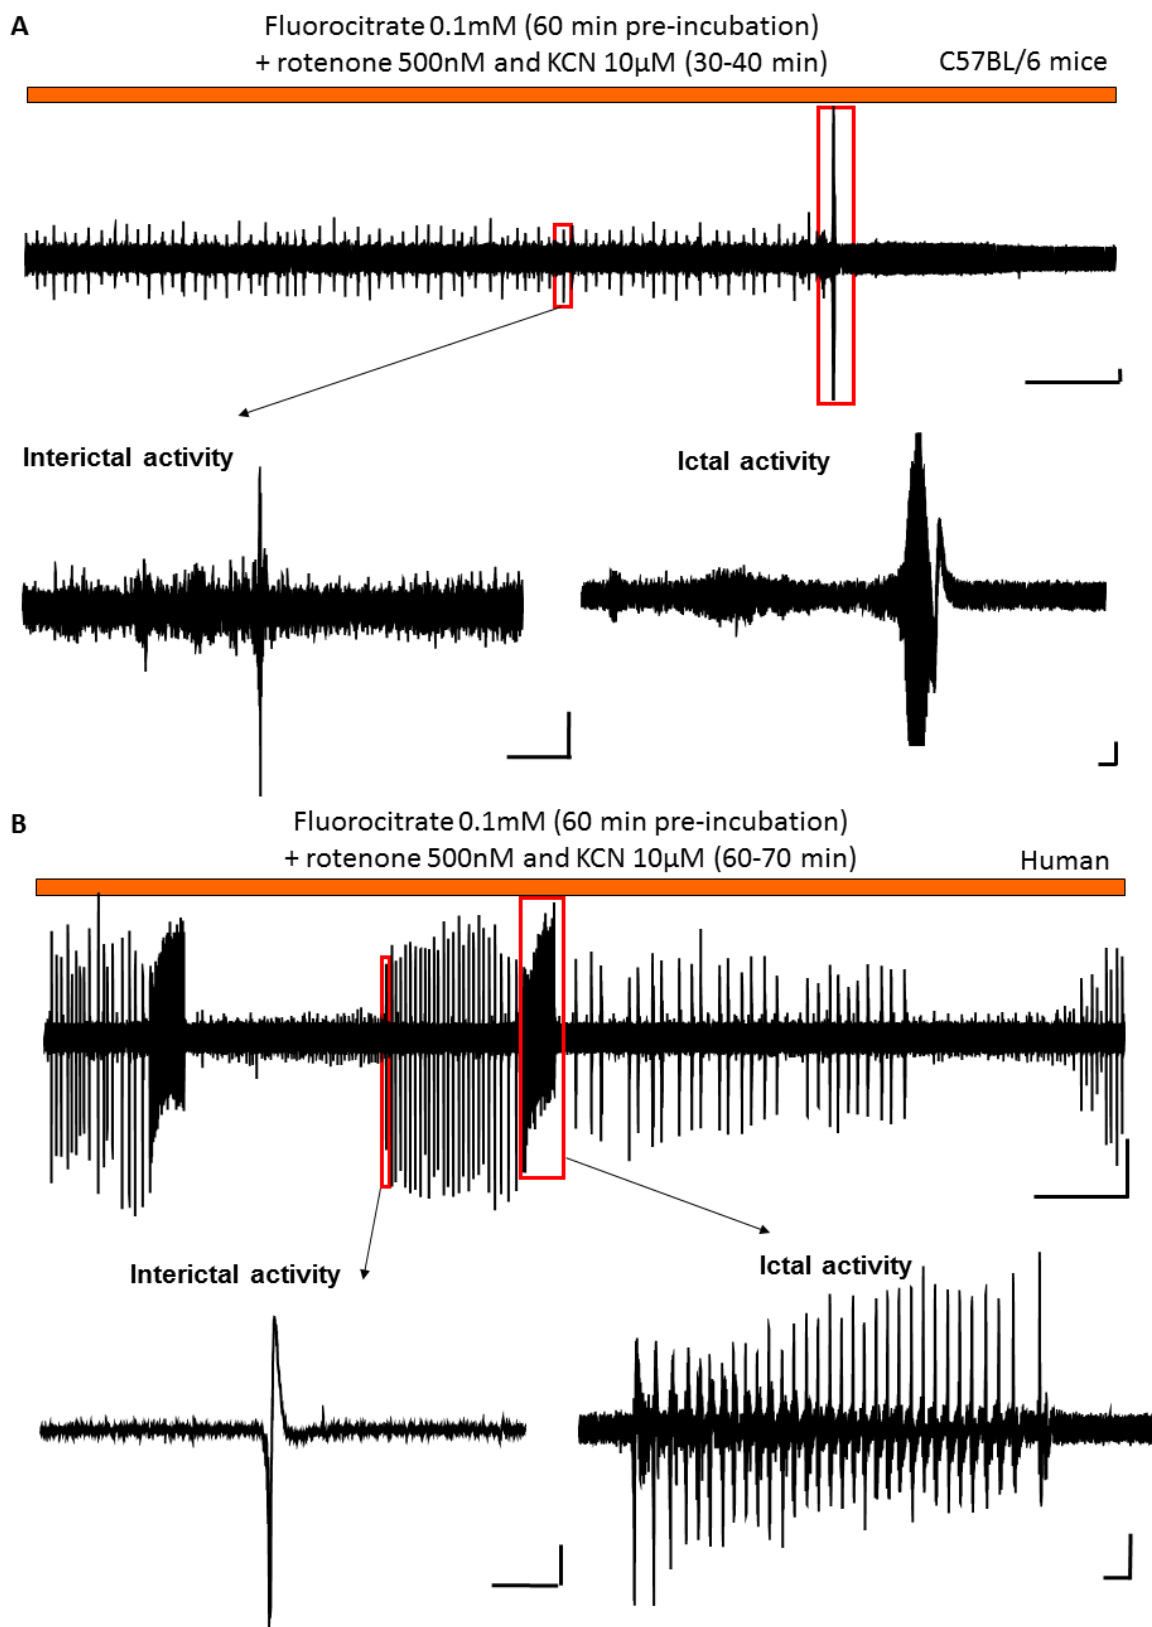 A
Fluorocitrate 0.1mM (60 min pre-incubation)
+ rotenone 500nM and KCN 10µM (30-40 min)
C57BL/6 mice
Interictal activity
Ictal activity
B
Fluorocitrate 0.1mM (60 min pre-incubation)
+ rotenone 500nM and KCN 10µM (60-70 min)
Human
Interictal activity
Ictal activity